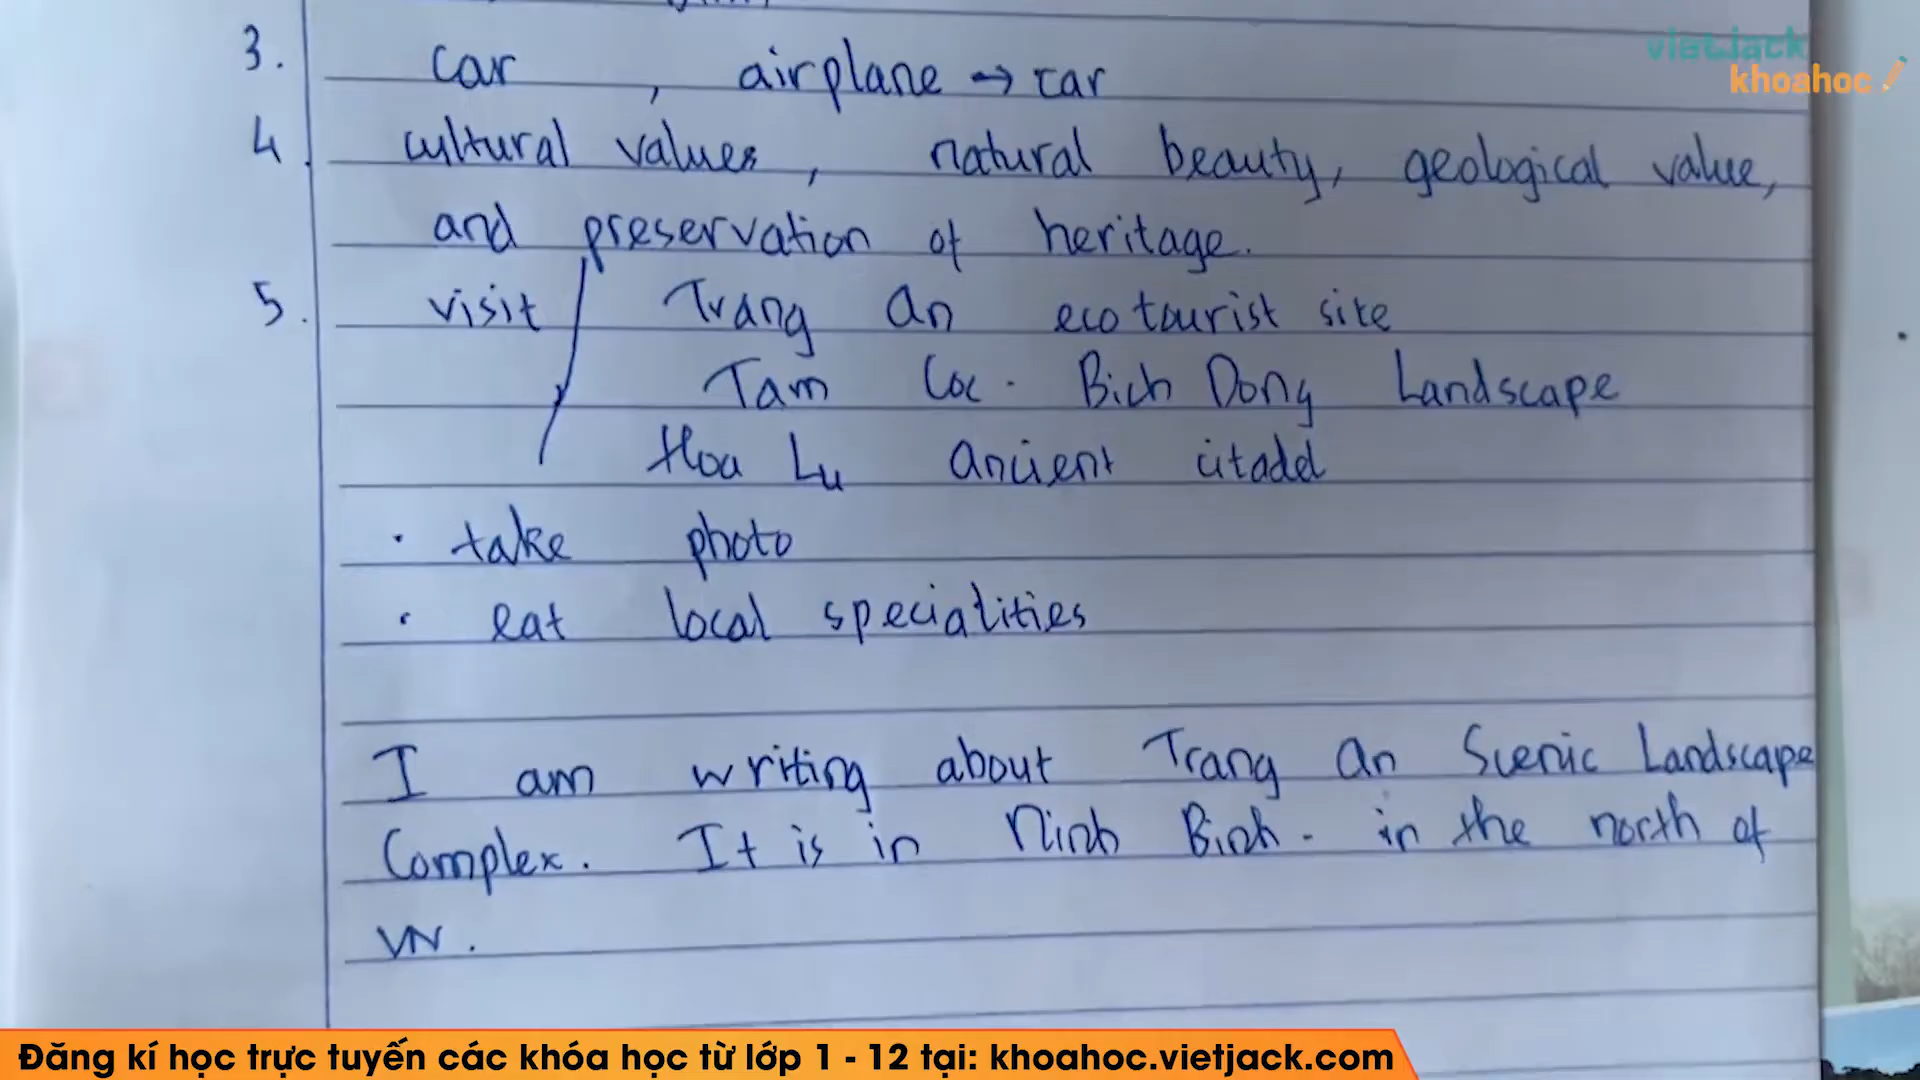 3. car , airplane → car
4. cultural values, natural beauty, geological value,
and preservation of heritage.
5. visit Trang An eco tourist site
Tam Coc. Bich Dong Landscape
Hoa Lu Ancient citadel
· take photo
· eat local specialities
I am writing about Trang An Scenic Landscape
Complex. It is in Ninh Binh - in the north of
VN.
vietjack
khoahoc
Đăng kí học trực tuyến các khóa học từ lớp 1 - 12 tại: khoahoc.vietjack.com